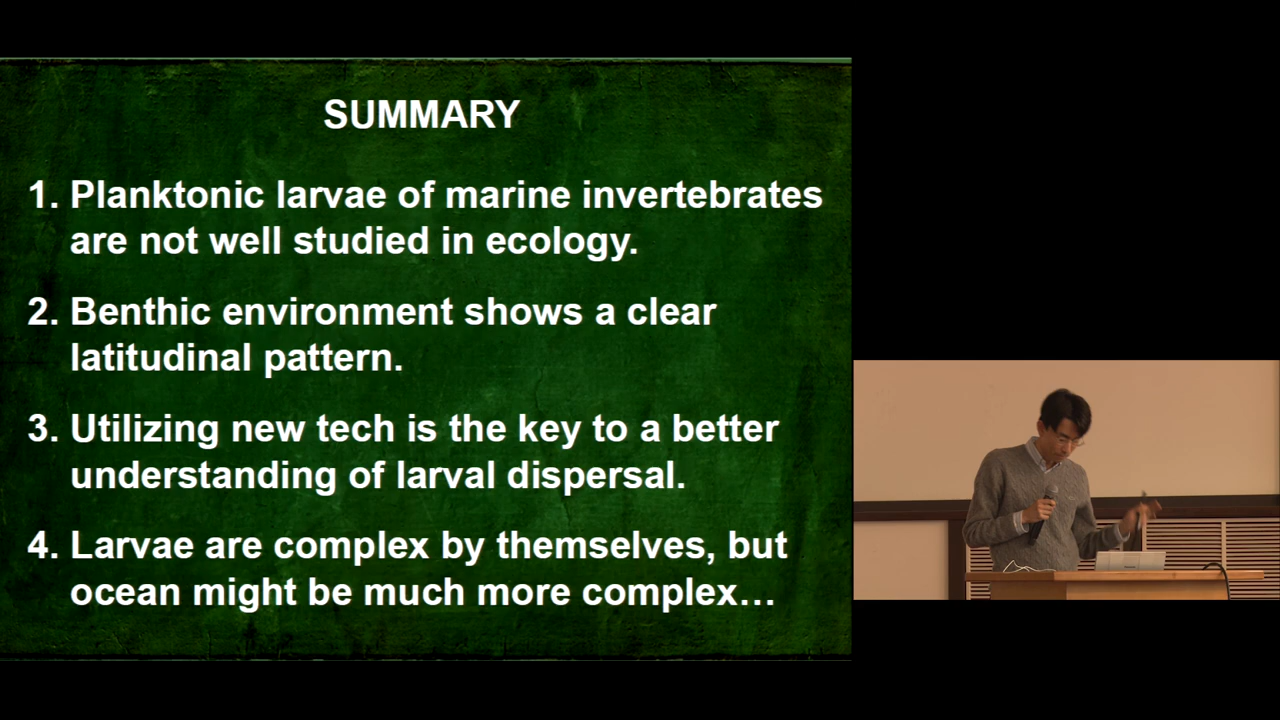 SUMMARY
1. Planktonic larvae of marine invertebrates
are not well studied in ecology.
2. Benthic environment shows a clear
latitudinal pattern.
3. Utilizing new tech is the key to a better
understanding of larval dispersal.
4. Larvae are complex by themselves, but
ocean might be much more complex…